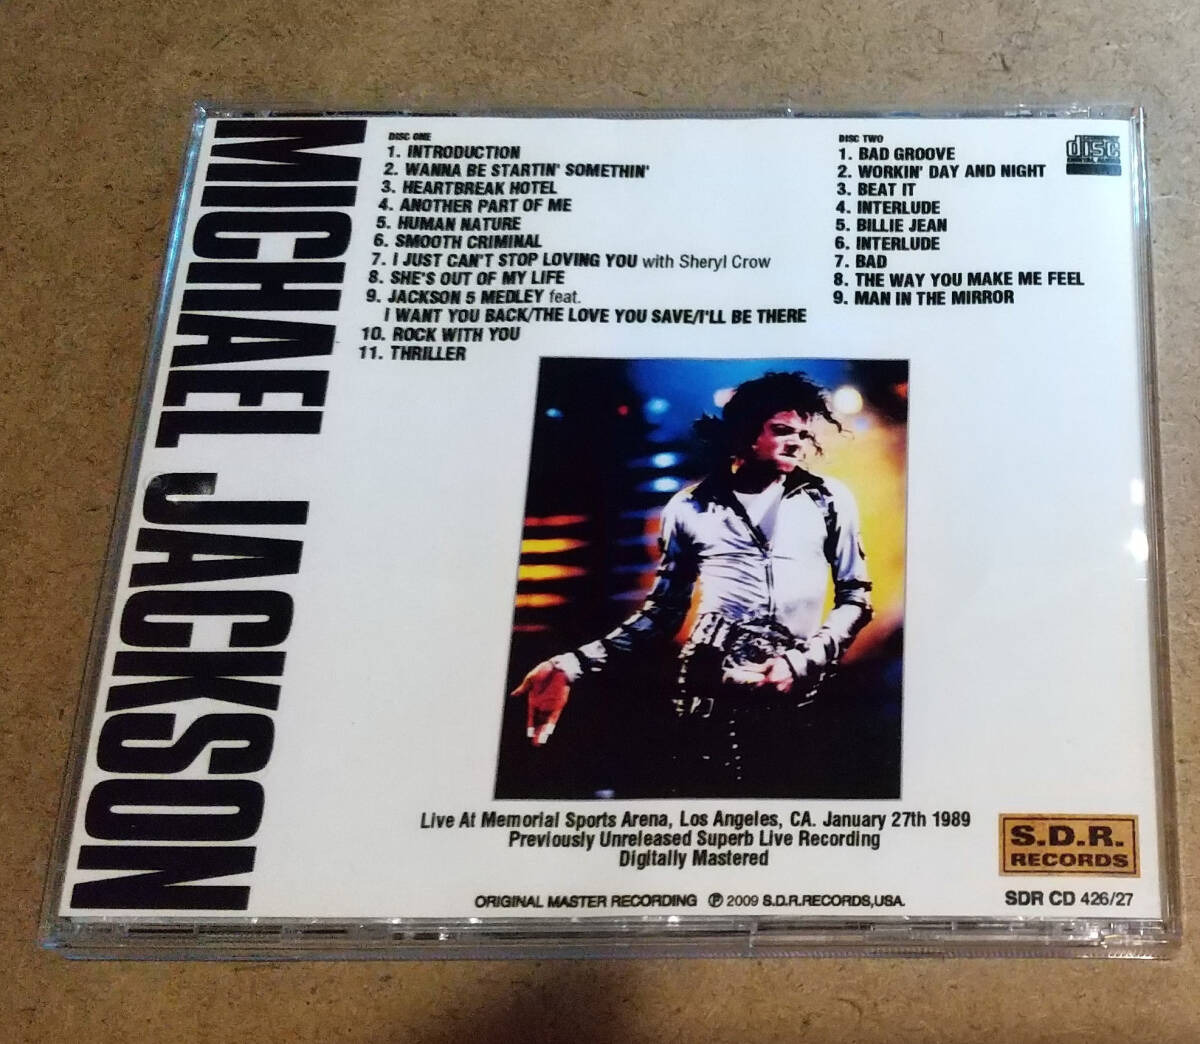 MICHAEL JACKSON
DISC ONE
1. INTRODUCTION
2. WANNA BE STARTIN' SOMETHIN'
3. HEARTBREAK HOTEL
4. ANOTHER PART OF ME
5. HUMAN NATURE
6. SMOOTH CRIMINAL
7. I JUST CAN'T STOP LOVING YOU with Sheryl Crow
8. SHE'S OUT OF MY LIFE
9. JACKSON 5 MEDLEY feat.
I WANT YOU BACK/THE LOVE YOU SAVE/I'LL BE THERE
10. ROCK WITH YOU
11. THRILLER
DISC TWO
1. BAD GROOVE
2. WORKIN' DAY AND NIGHT
3. BEAT IT
4. INTERLUDE
5. BILLIE JEAN
6. INTERLUDE
7. BAD
8. THE WAY YOU MAKE ME FEEL
9. MAN IN THE MIRROR
disc
Live At Memorial Sports Arena, Los Angeles, CA. January 27th 1989
Previously Unreleased Superb Live Recording
Digitally Mastered
ORIGINAL MASTER RECORDING ℗ 2009 S.D.R.RECORDS,USA.
S.D.R.
RECORDS
SDR CD 426/27